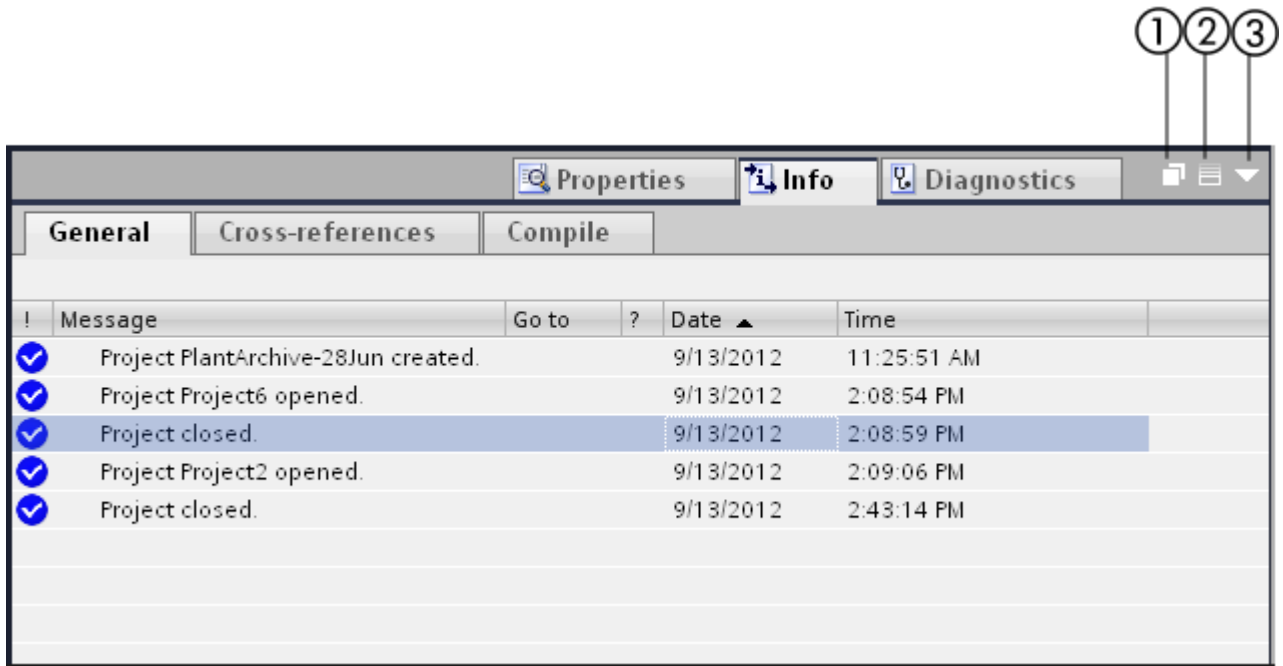 ① ② ③
Properties Info Diagnostics
General Cross-references Compile
! Message Go to ? Date Time
Project PlantArchive-28Jun created. 9/13/2012 11:25:51 AM
Project Project6 opened. 9/13/2012 2:08:54 PM
Project closed. 9/13/2012 2:08:59 PM
Project Project2 opened. 9/13/2012 2:09:06 PM
Project closed. 9/13/2012 2:43:14 PM